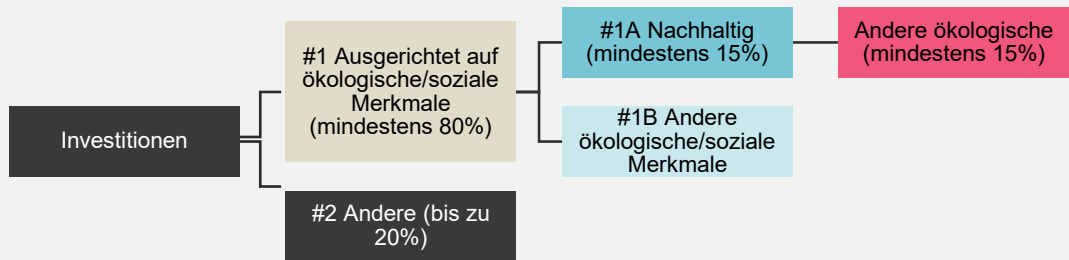 Investitionen
#1 Ausgerichtet auf
ökologische/soziale
Merkmale
(mindestens 80%)
#2 Andere (bis zu
20%)
#1A Nachhaltig
(mindestens 15%)
#1B Andere
ökologische/soziale
Merkmale
Andere ökologische
(mindestens 15%)